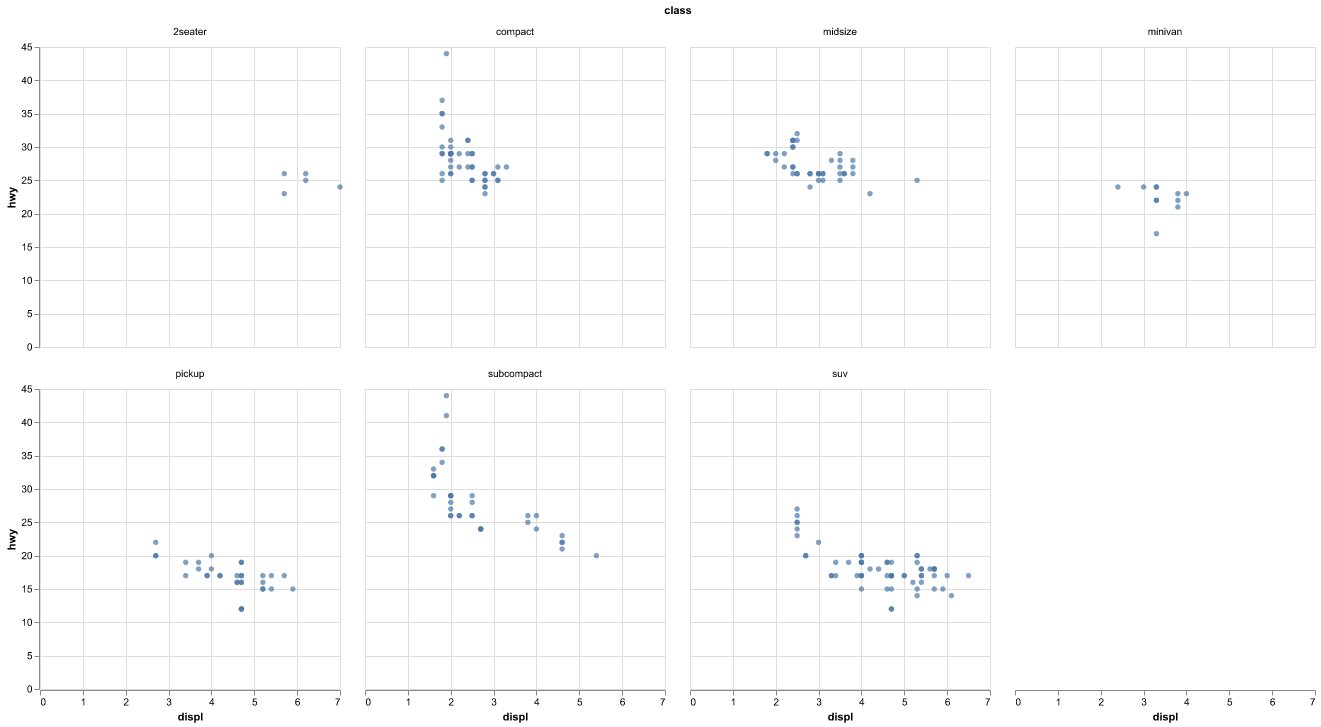 class
2seater compact midsize minivan
45
40
35
30
25
20
15
10
5
0
hwy
pickup subcompact suv
45
40
35
30
25
20
15
10
5
0
hwy
0 1 2 3 4 5 6 7 0 1 2 3 4 5 6 7 0 1 2 3 4 5 6 7 0 1 2 3 4 5 6 7
displ displ displ displ